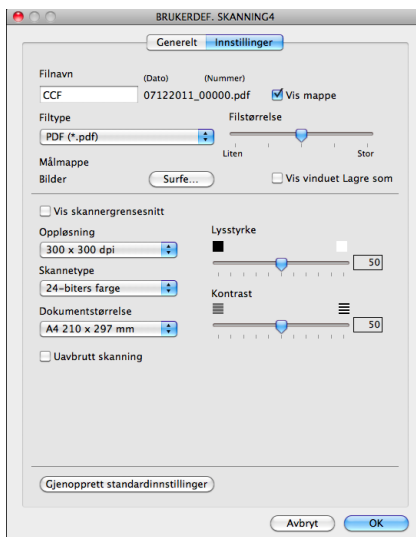 BRUKERDEF. SKANNING4
Generelt Innstillinger
Filnavn (Dato) (Nummer)
CCF 07122011_00000.pdf Vis mappe
Filtype Filstørrelse
PDF (*.pdf)
Liten Stor
Målmappe
Bilder Surfe... Vis vinduet Lagre som
Vis skannergrensesnitt
Oppløsning Lysstyrke
300 x 300 dpi
50
Skannetype
24-biters farge
Kontrast
Dokumentstørrelse
A4 210 x 297 mm 50
Uavbrutt skanning
Gjenopprett standardinnstillinger
Avbryt OK